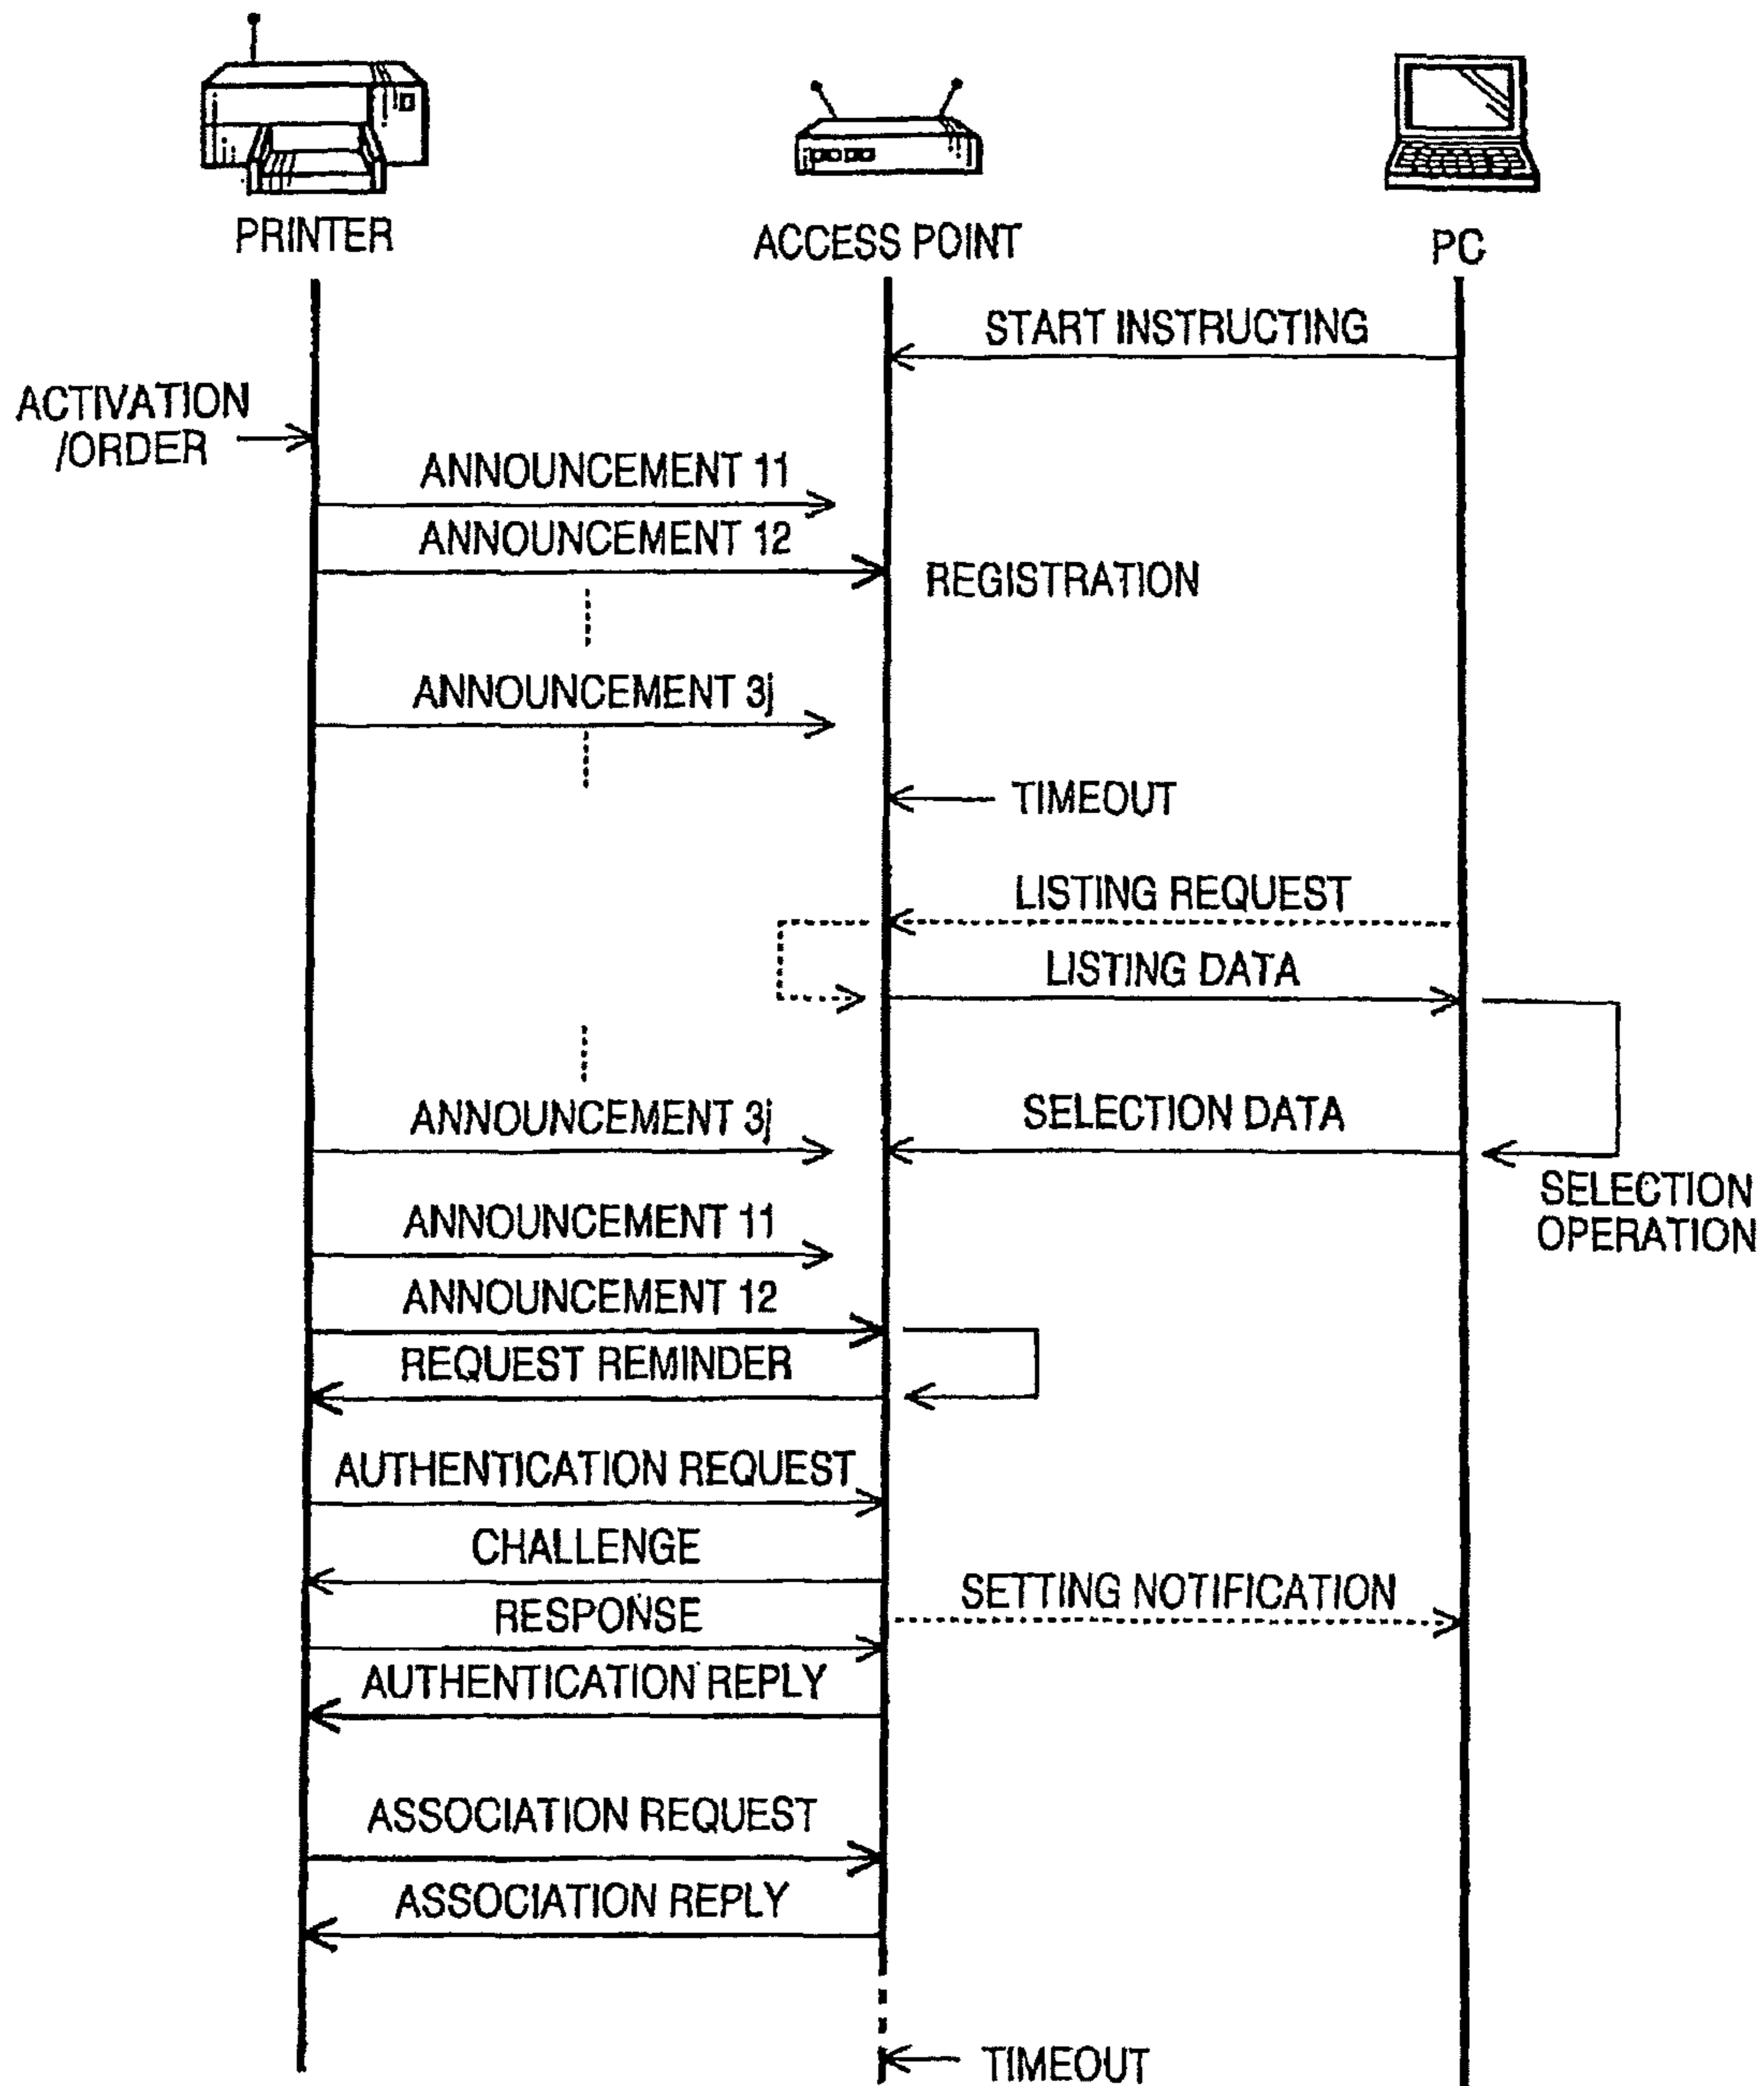 PRINTER
ACCESS POINT
PC
START INSTRUCTING
ACTIVATION
/ORDER
ANNOUNCEMENT 11
ANNOUNCEMENT 12
REGISTRATION
ANNOUNCEMENT 3j
TIMEOUT
LISTING REQUEST
LISTING DATA
ANNOUNCEMENT 3j
SELECTION DATA
SELECTION
OPERATION
ANNOUNCEMENT 11
ANNOUNCEMENT 12
REQUEST REMINDER
AUTHENTICATION REQUEST
CHALLENGE
SETTING NOTIFICATION
RESPONSE
AUTHENTICATION REPLY
ASSOCIATION REQUEST
ASSOCIATION REPLY
TIMEOUT